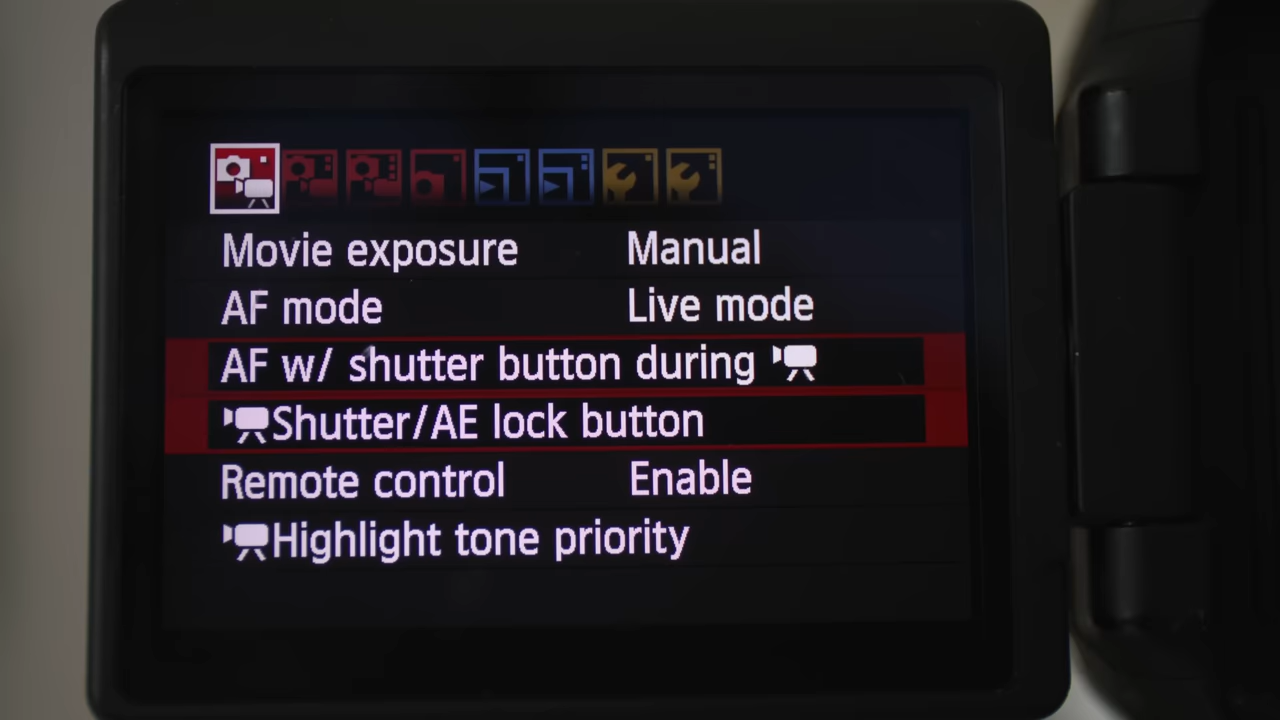 Movie exposure Manual
AF mode Live mode
AF w/ shutter button during
Shutter/AE lock button
Remote control Enable
Highlight tone priority